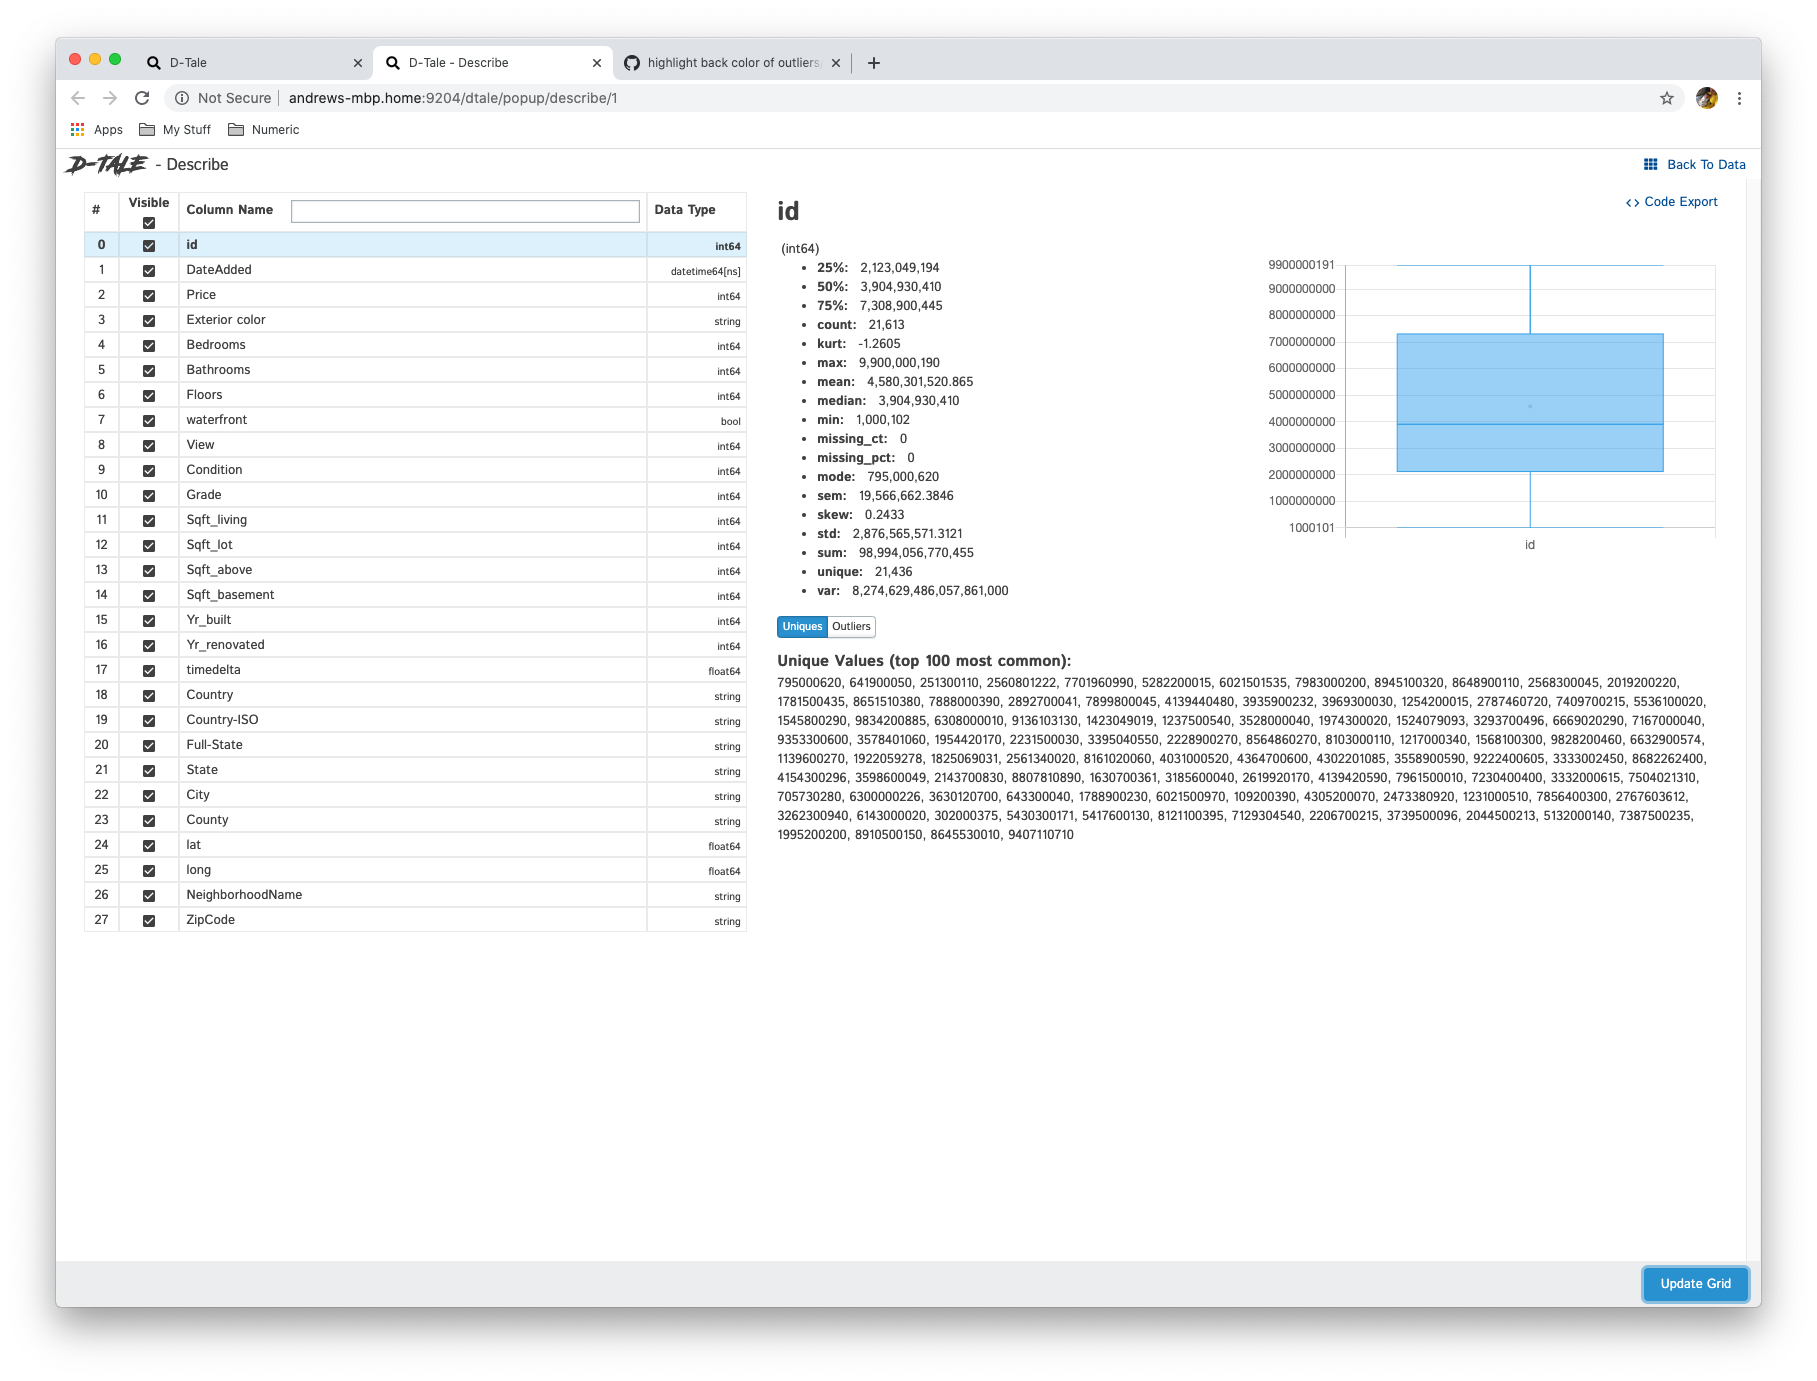 D-Tale
D-Tale - Describe
highlight back color of outliers
Not Secure
andrews-mbp.home:9204/dtale/popup/describe/1
Apps
My Stuff
Numeric
D-TALE - Describe
Back To Data
# Visible Column Name Data Type
0 id int64
1 DateAdded datetime64[ns]
2 Price int64
3 Exterior color string
4 Bedrooms int64
5 Bathrooms int64
6 Floors int64
7 waterfront bool
8 View int64
9 Condition int64
10 Grade int64
11 Sqft_living int64
12 Sqft_lot int64
13 Sqft_above int64
14 Sqft_basement int64
15 Yr_built int64
16 Yr_renovated int64
17 timedelta float64
18 Country string
19 Country-ISO string
20 Full-State string
21 State string
22 City string
23 County string
24 lat float64
25 long float64
26 NeighborhoodName string
27 ZipCode string
id
Code Export
(int64)
25%: 2,123,049,194
50%: 3,904,930,410
75%: 7,308,900,445
count: 21,613
kurt: -1.2605
max: 9,900,000,190
mean: 4,580,301,520.865
median: 3,904,930,410
min: 1,000,102
missing_ct: 0
missing_pct: 0
mode: 795,000,620
sem: 19,566,662.3846
skew: 0.2433
std: 2,876,565,571.3121
sum: 98,994,056,770,455
unique: 21,436
var: 8,274,629,486,057,861,000
9900000191
9000000000
8000000000
7000000000
6000000000
5000000000
4000000000
3000000000
2000000000
1000000000
1000101
id
Uniques Outliers
Unique Values (top 100 most common):
795000620, 641900050, 251300110, 2560801222, 7701960990, 5282200015, 6021501535, 7983000200, 8945100320, 8648900110, 2568300045, 2019200220,
1781500435, 8651510380, 7888000390, 2892700041, 7899800045, 4139440480, 3935900232, 3969300030, 1254200015, 2787460720, 7409700215, 5536100020,
1545800290, 9834200885, 6308000010, 9136103130, 1423049019, 1237500540, 3528000040, 1974300020, 1524079093, 3293700496, 6669020290, 7167000040,
9353300600, 3578401060, 1954420170, 2231500030, 3395040550, 2228900270, 8564860270, 8103000110, 1217000340, 1568100300, 9828200460, 6632900574,
1139600270, 1922059278, 1825069031, 2561340020, 8161020060, 4031000520, 4364700600, 4302201085, 3558900590, 9222400605, 3333002450, 8682262400,
4154300296, 3598600049, 2143700830, 8807810890, 1630700361, 3185600040, 2619920170, 4139420590, 7961500010, 7230400400, 3332000615, 7504021310,
705730280, 6300000226, 3630120700, 643300040, 1788900230, 6021500970, 109200390, 4305200070, 2473380920, 1231000510, 7856400300, 2767603612,
3262300940, 6143000020, 302000375, 5430300171, 5417600130, 8121100395, 7129304540, 2206700215, 3739500096, 2044500213, 5132000140, 7387500235,
1995200200, 8910500150, 8645530010, 9407110710
Update Grid